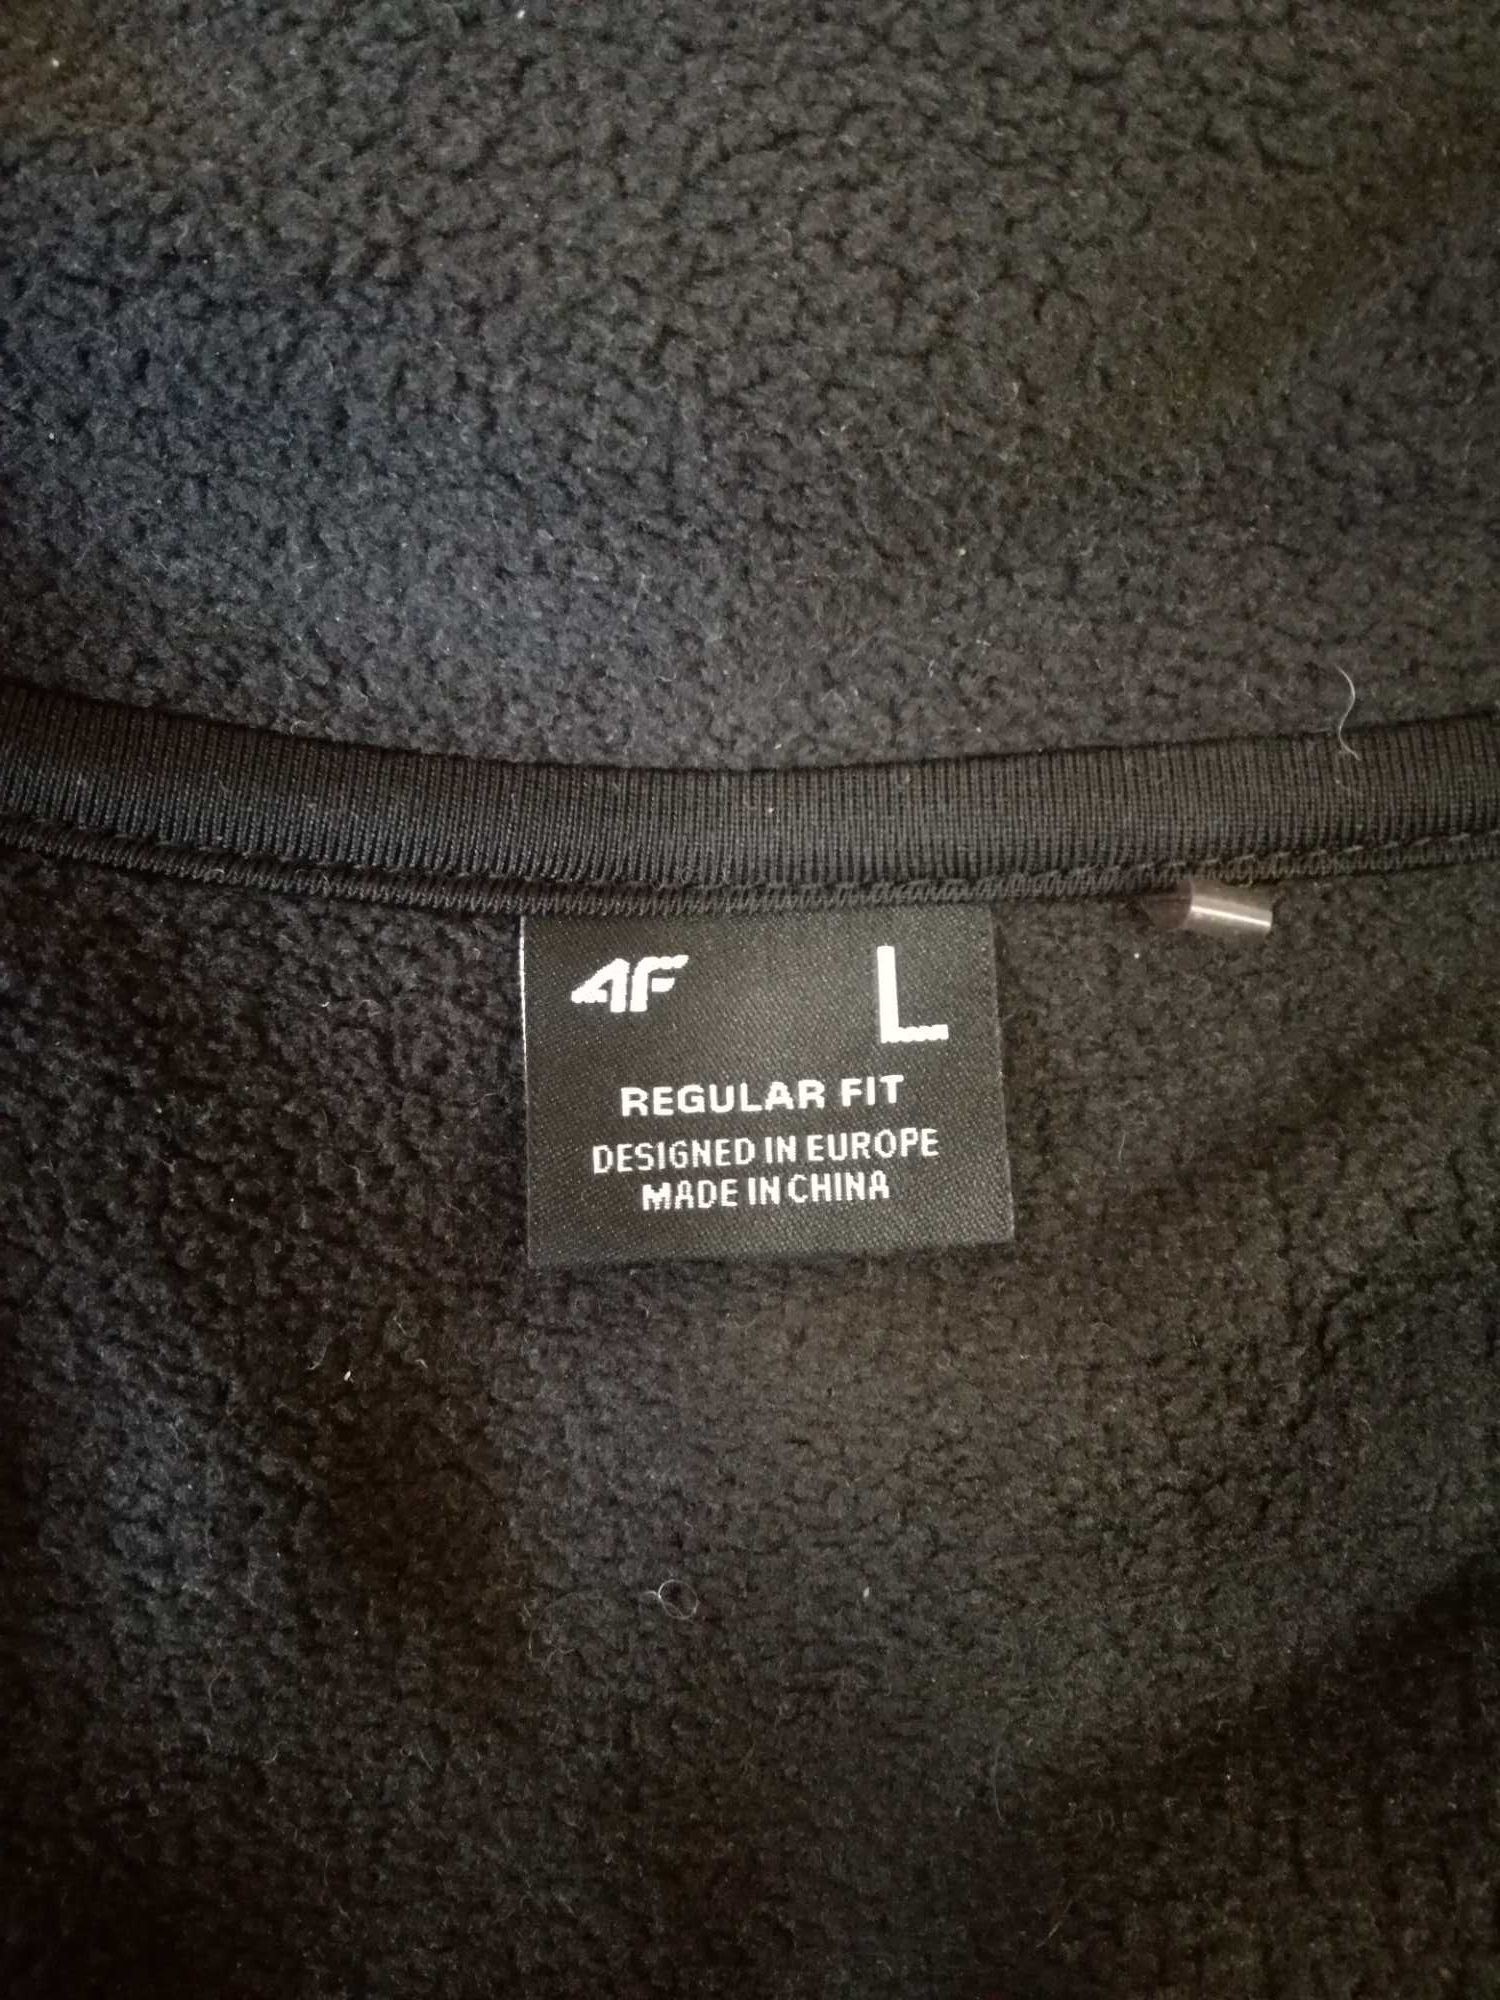 4F L
REGULAR FIT
DESIGNED IN EUROPE
MADE IN CHINA